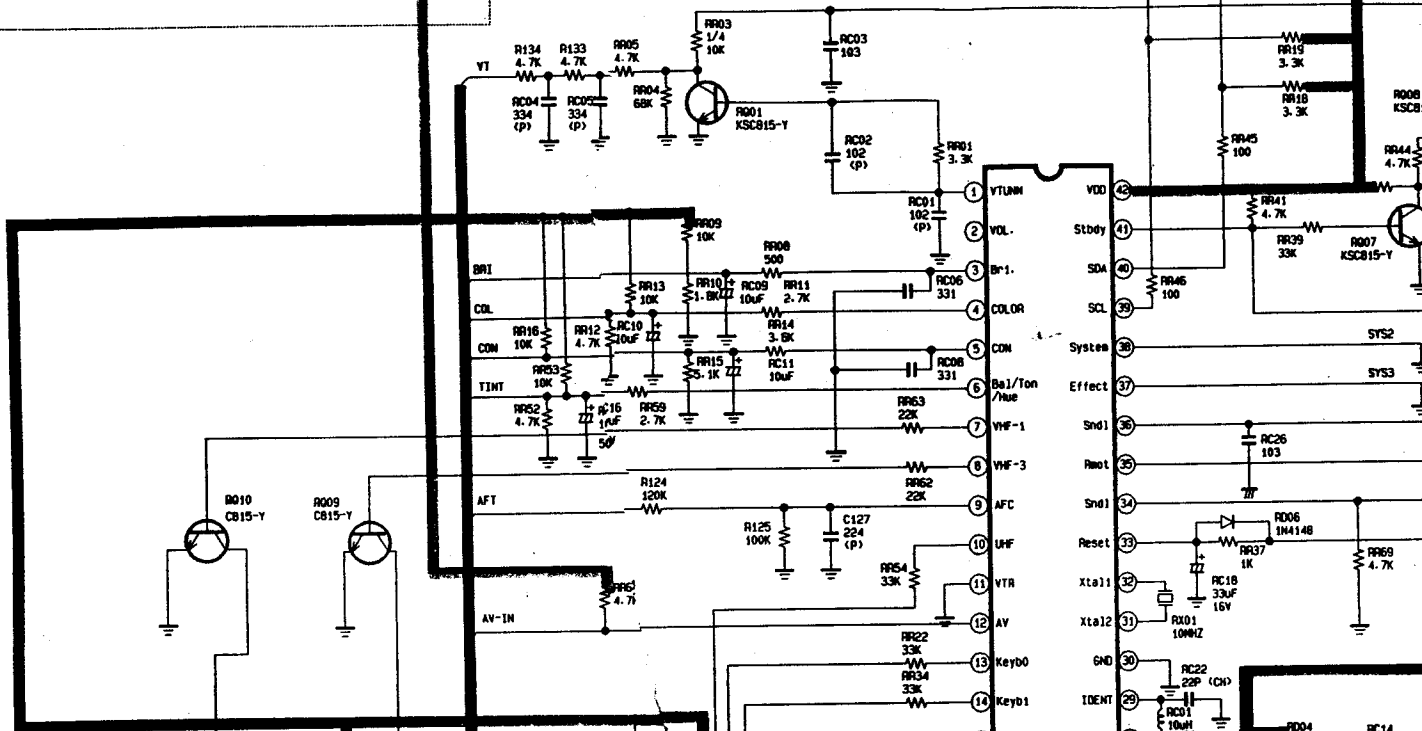 RR03
1/4
10K
RC03
103
R134
4.7K
R133
4.7K
RR05
4.7K
VT
RC04
334
(P)
RC05
334
(P)
RR04
68K
RQ01
KSC815-Y
RR19
3.3K
RR18
3.3K
RQ08
RR44
4.7K
RC02
102
(P)
RR01
3.3K
RR45
100
RC01
102
(P)
1 VTUNN
VDD 42
2 VOL.
Stbdy 41
3 Bri.
SDA 40
4 COLOR
SCL 39
5 CON
System 38
6 Bal/Ton
/Hue
Effect 37
7 VHF-1
Snd1 36
8 VHF-3
Rmot 35
9 AFC
Snd1 34
10 UHF
Reset 33
11 VTR
Xtal1 32
12 AV
Xtal2 31
13 Keyb0
GND 30
14 Keyb1
IDENT 29
RR41
4.7K
RR39
33K
RQ07
KSC815-Y
RR09
10K
RR08
500
BRI
RR13
10K
RR10
1.8K
RC09
10uF
RR11
2.7K
RC06
331
RR46
100
COL
RR16
10K
RR12
4.7K
RC10
10uF
RR14
3.6K
CON
RR15
5.1K
RC11
10uF
RC08
331
SYS2
SYS3
RR53
10K
TINT
RR52
4.7K
RR59
2.7K
RR63
22K
RC26
103
RR62
22K
R124
120K
AFT
RQ10
C815-Y
RQ09
C815-Y
R125
100K
C127
224
(P)
RD06
1N4148
RR37
1K
RR69
4.7K
RR54
33K
RC18
33uF
16V
AV-IN
RX01
10MHZ
RR22
33K
RR34
33K
RC22
22P (CH)
RC01
10uH
RD04
RC14